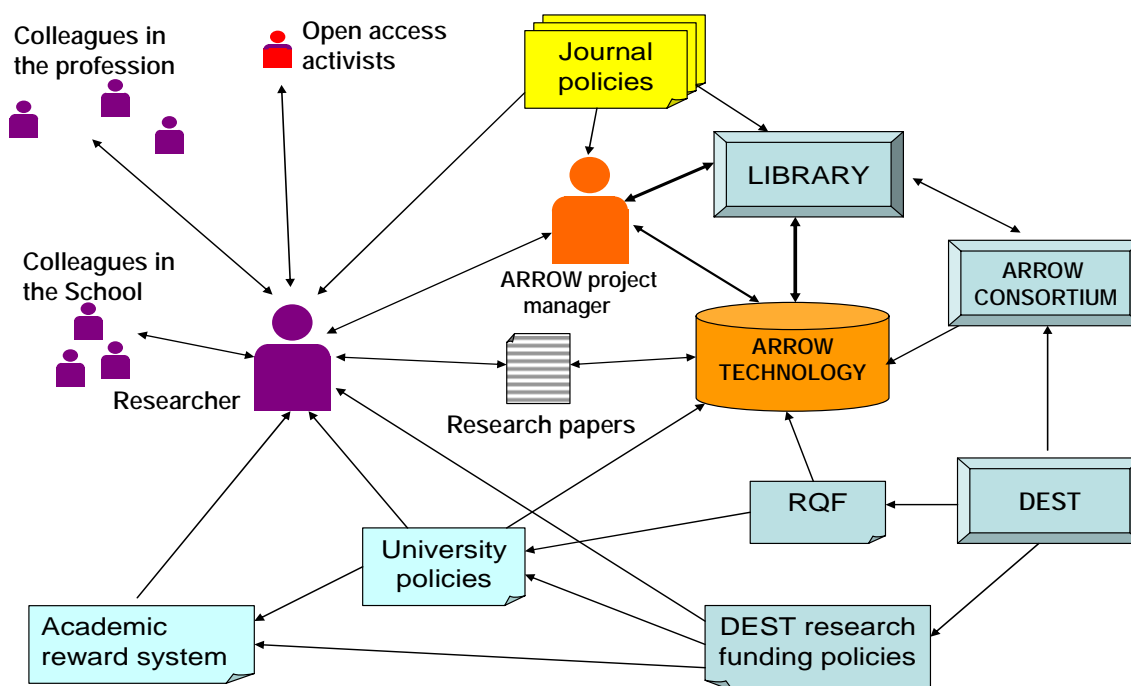 Colleagues in
the profession
Open access
activists
Journal
policies
LIBRARY
ARROW
CONSORTIUM
Colleagues in
the School
ARROW project
manager
ARROW
TECHNOLOGY
Researcher
Research papers
RQF
DEST
University
policies
Academic
reward system
DEST research
funding policies